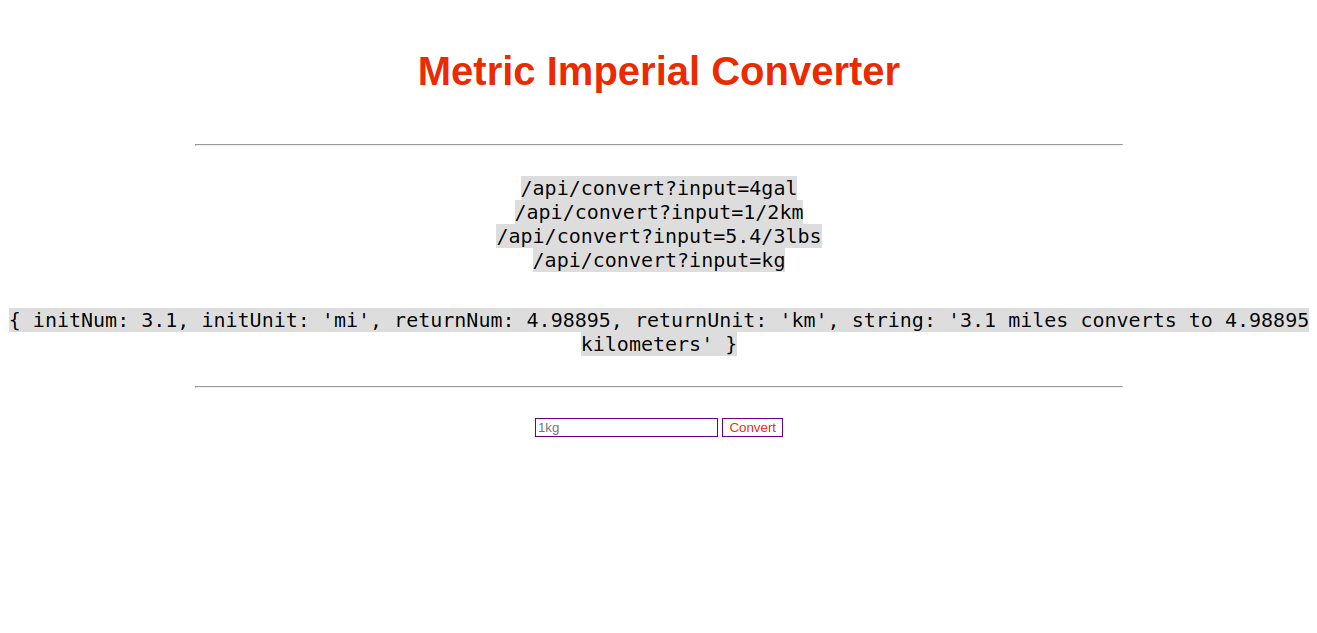 Metric Imperial Converter
/api/convert?input=4gal
/api/convert?input=1/2km
/api/convert?input=5.4/3lbs
/api/convert?input=kg
{ initNum: 3.1, initUnit: 'mi', returnNum: 4.98895, returnUnit: 'km', string: '3.1 miles converts to 4.98895
kilometers' }
1kg Convert